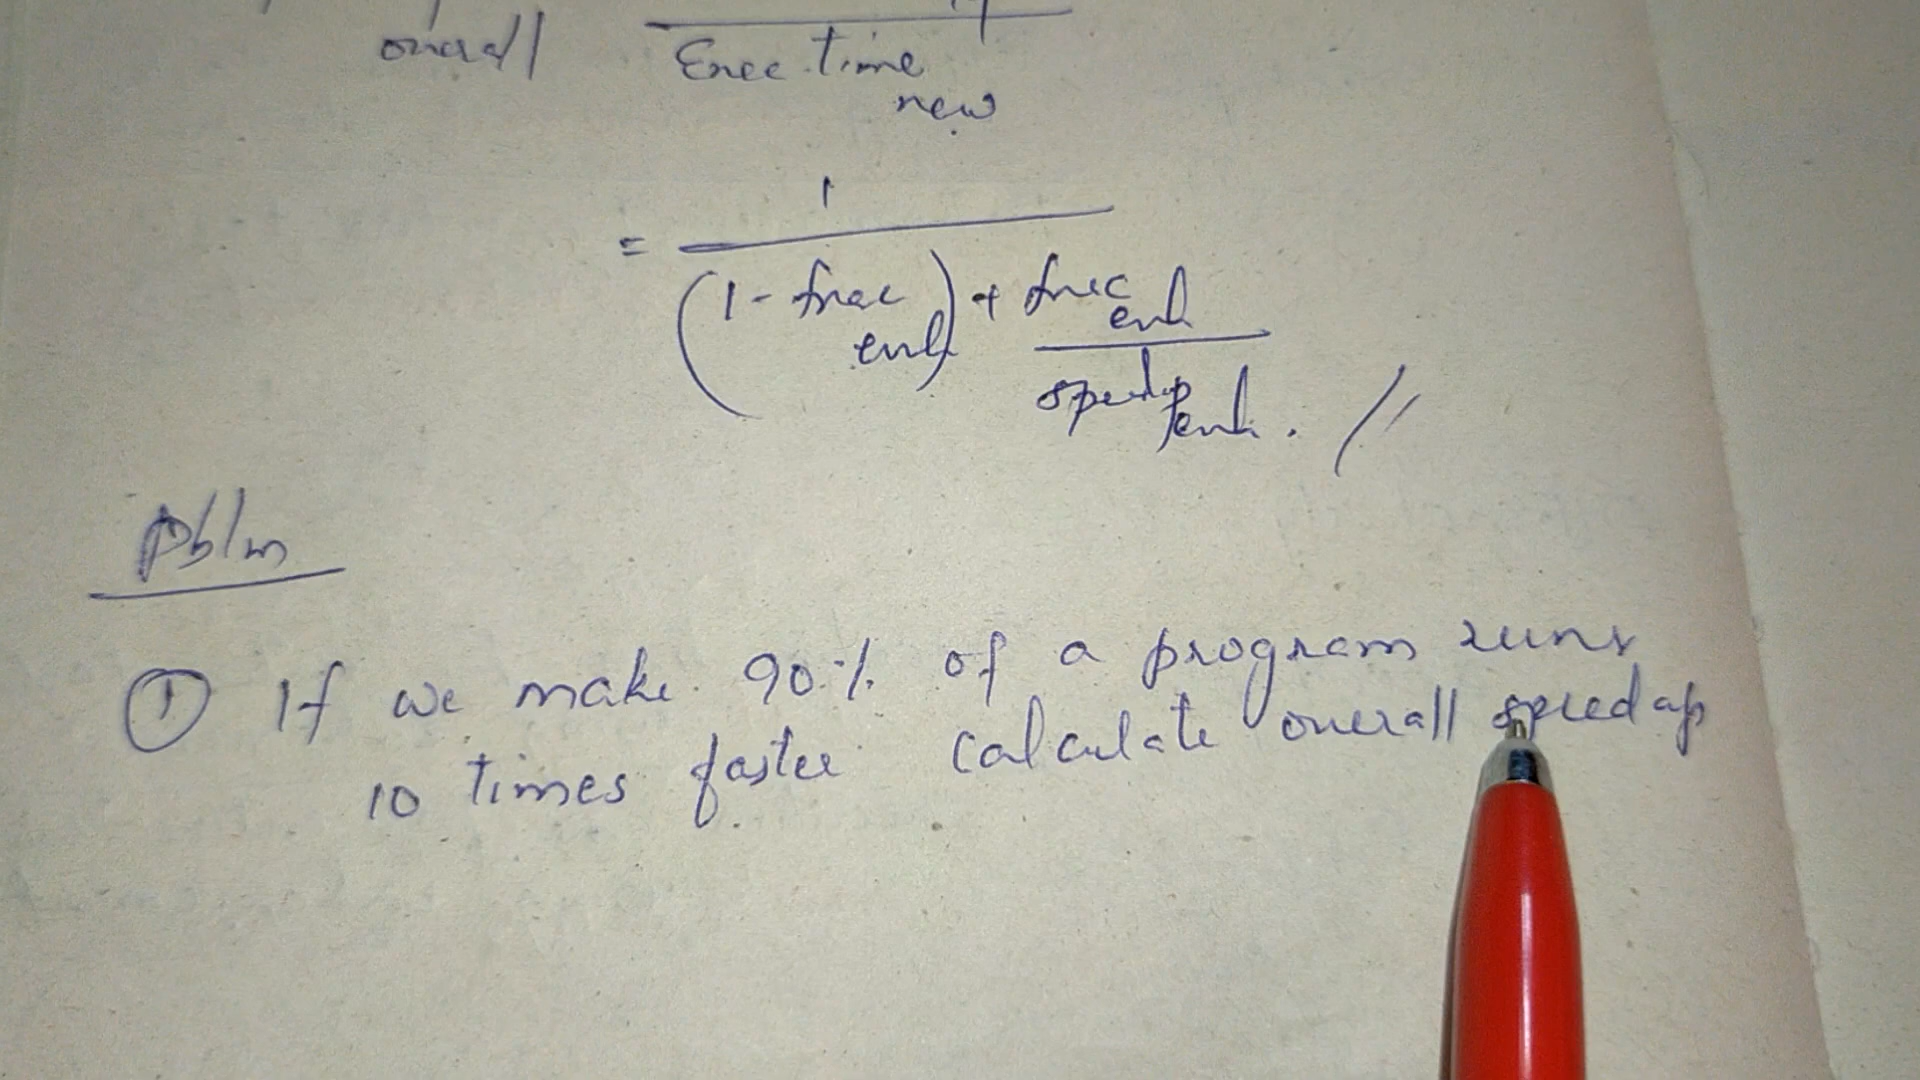 overall
Exec. time
new
1
=
(1 - frac enh) + frac enh
speedup enh. //
Pblm
① If we make 90% of a program runs
10 times faster calculate overall speedup